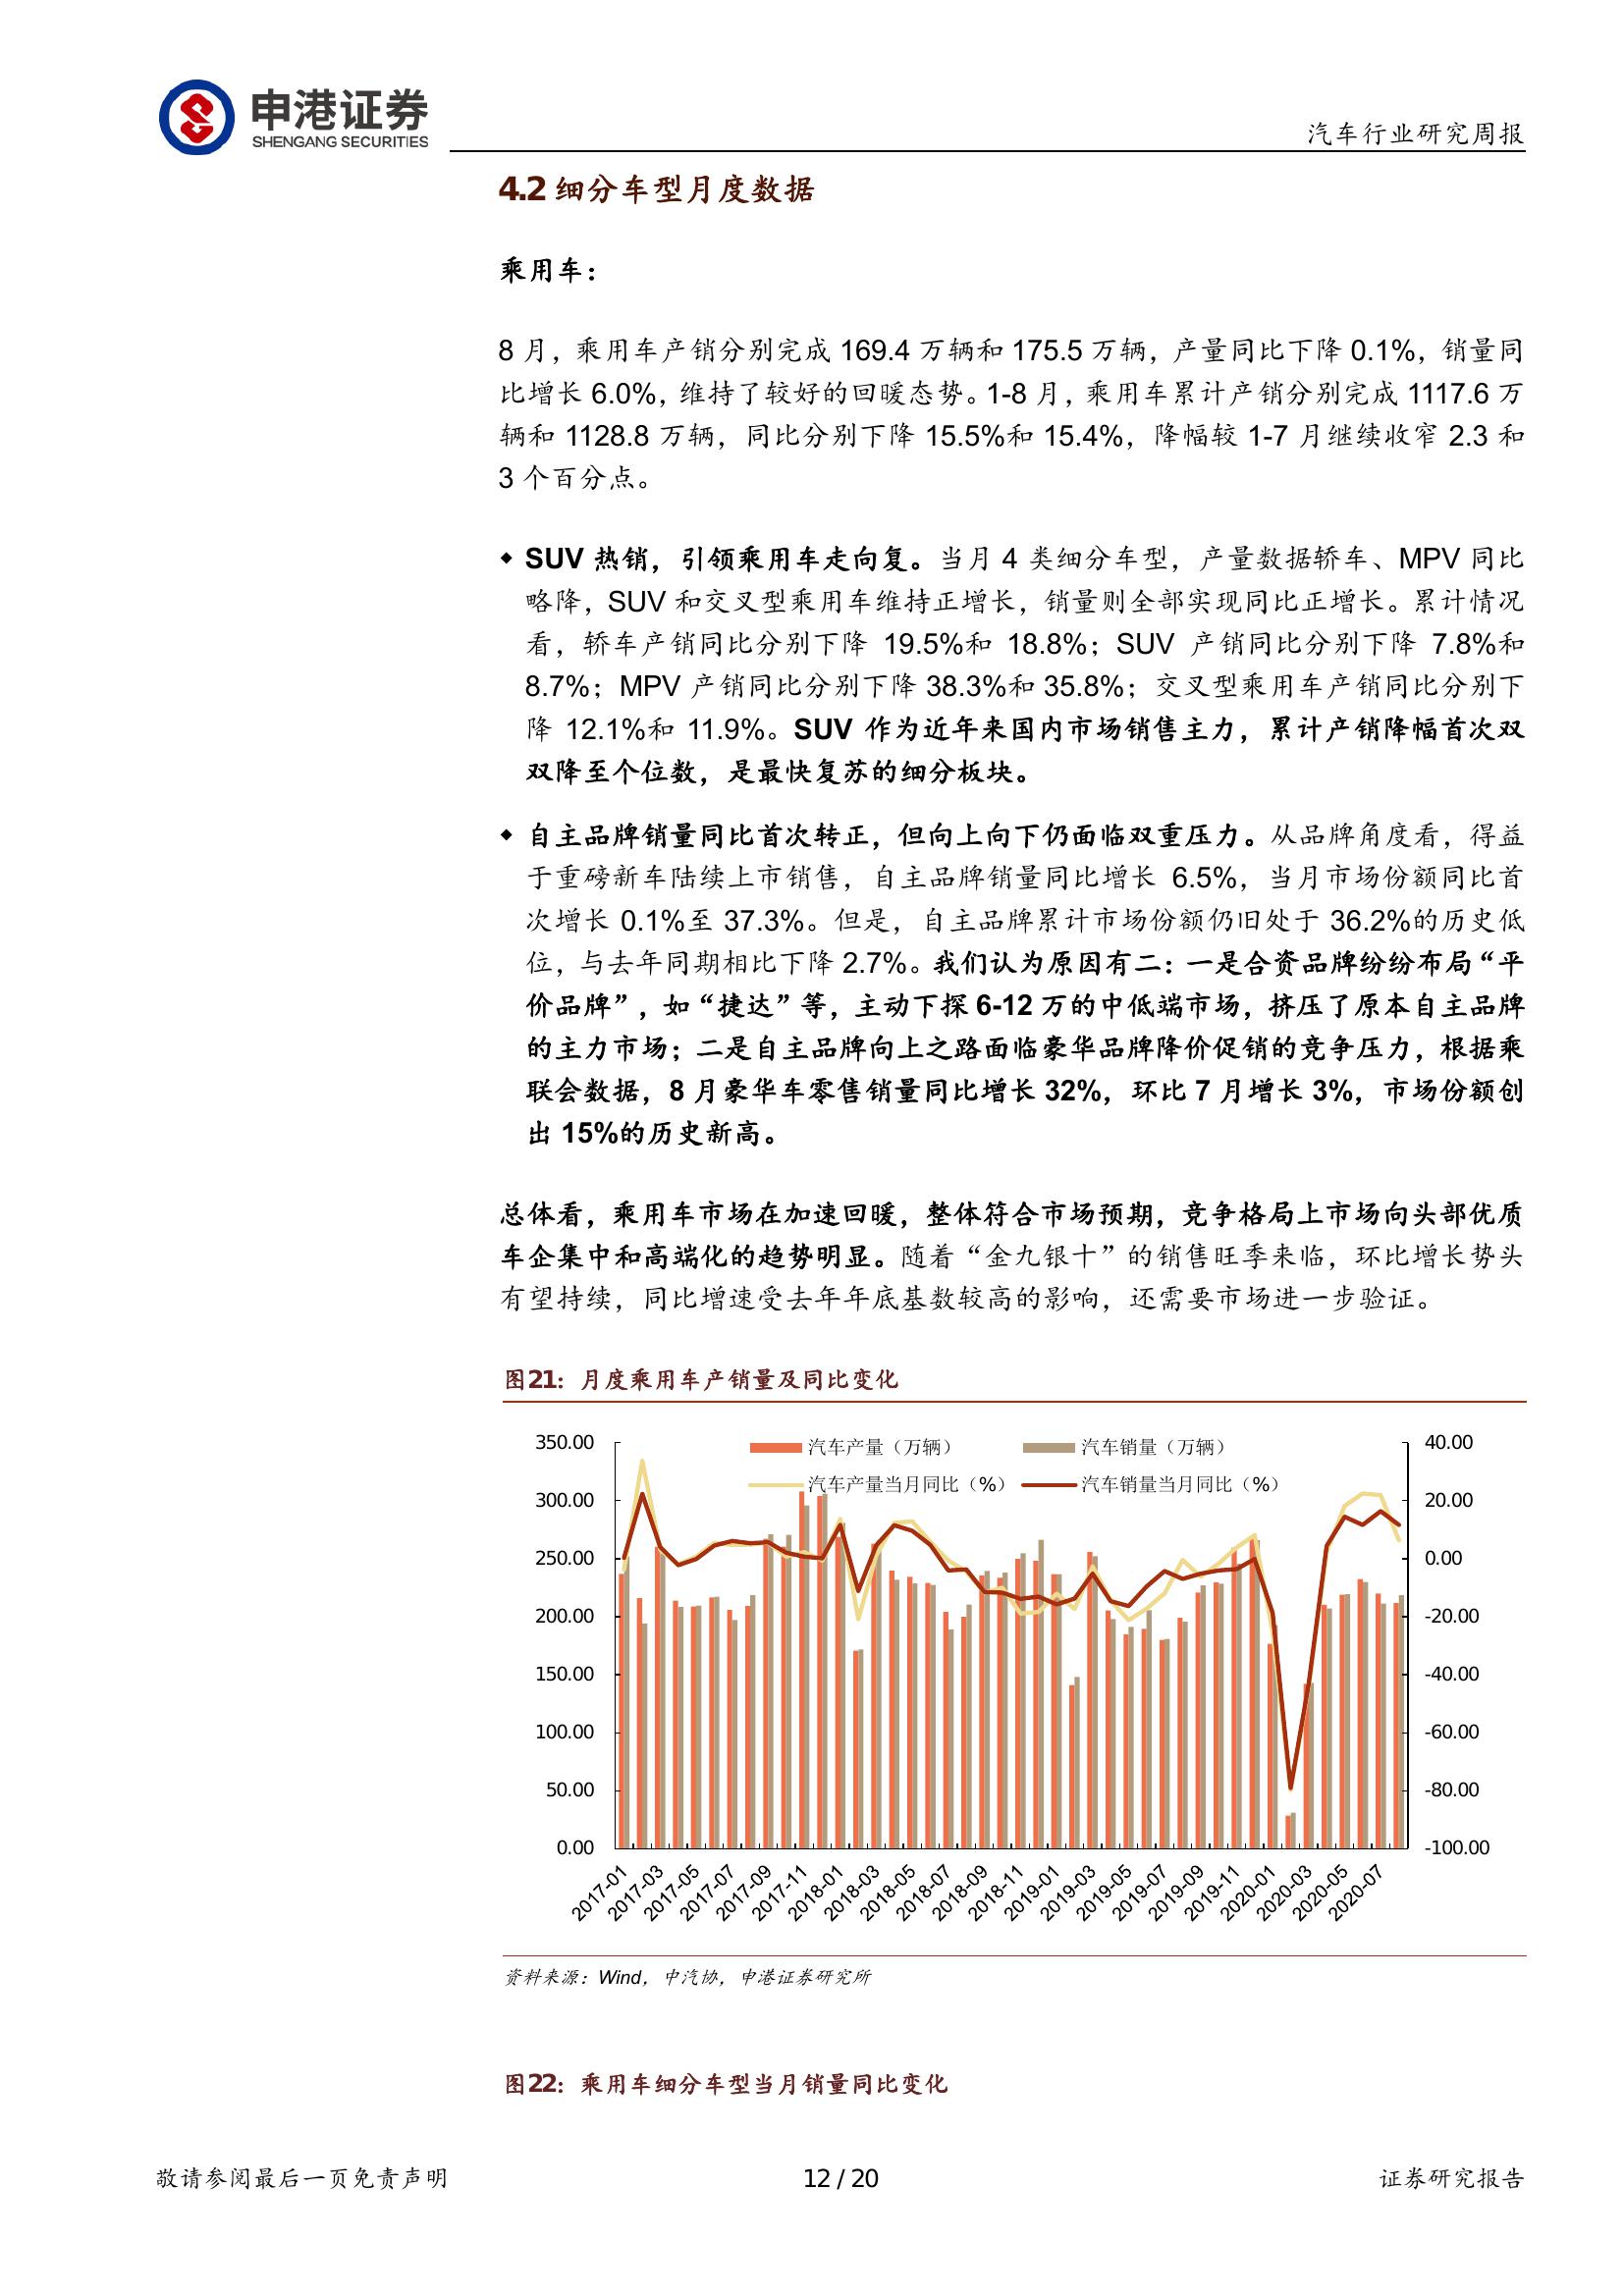 申港证券
SHENGANG SECURITIES
汽车行业研究周报
4.2 细分车型月度数据
乘用车：
8 月，乘用车产销分别完成 169.4 万辆和 175.5 万辆，产量同比下降 0.1%，销量同
比增长 6.0%，维持了较好的回暖态势。1-8 月，乘用车累计产销分别完成 1117.6 万
辆和 1128.8 万辆，同比分别下降 15.5%和 15.4%，降幅较 1-7 月继续收窄 2.3 和
3 个百分点。
◆ SUV 热销，引领乘用车走向复。当月 4 类细分车型，产量数据轿车、MPV 同比
略降，SUV 和交叉型乘用车维持正增长，销量则全部实现同比正增长。累计情况
看，轿车产销同比分别下降 19.5%和 18.8%；SUV 产销同比分别下降 7.8%和
8.7%；MPV 产销同比分别下降 38.3%和 35.8%；交叉型乘用车产销同比分别下
降 12.1%和 11.9%。SUV 作为近年来国内市场销售主力，累计产销降幅首次双
双降至个位数，是最快复苏的细分板块。
◆ 自主品牌销量同比首次转正，但向上向下仍面临双重压力。从品牌角度看，得益
于重磅新车陆续上市销售，自主品牌销量同比增长 6.5%，当月市场份额同比首
次增长 0.1%至 37.3%。但是，自主品牌累计市场份额仍旧处于 36.2%的历史低
位，与去年同期相比下降 2.7%。我们认为原因有二：一是合资品牌纷纷布局“平
价品牌”，如“捷达”等，主动下探 6-12 万的中低端市场，挤压了原本自主品牌
的主力市场；二是自主品牌向上之路面临豪华品牌降价促销的竞争压力，根据乘
联会数据，8 月豪华车零售销量同比增长 32%，环比 7 月增长 3%，市场份额创
出 15%的历史新高。
总体看，乘用车市场在加速回暖，整体符合市场预期，竞争格局上市场向头部优质
车企集中和高端化的趋势明显。随着“金九银十”的销售旺季来临，环比增长势头
有望持续，同比增速受去年年底基数较高的影响，还需要市场进一步验证。
图21：月度乘用车产销量及同比变化
汽车产量（万辆） 汽车销量（万辆）
汽车产量当月同比（%） 汽车销量当月同比（%）
350.00 40.00
300.00 20.00
250.00 0.00
200.00 -20.00
150.00 -40.00
100.00 -60.00
50.00 -80.00
0.00 -100.00
2017-01 2017-03 2017-05 2017-07 2017-09 2017-11 2018-01 2018-03 2018-05 2018-07 2018-09 2018-11 2019-01 2019-03 2019-05 2019-07 2019-09 2019-11 2020-01 2020-03 2020-05 2020-07
资料来源：Wind，中汽协，申港证券研究所
图22：乘用车细分车型当月销量同比变化
敬请参阅最后一页免责声明 12 / 20 证券研究报告